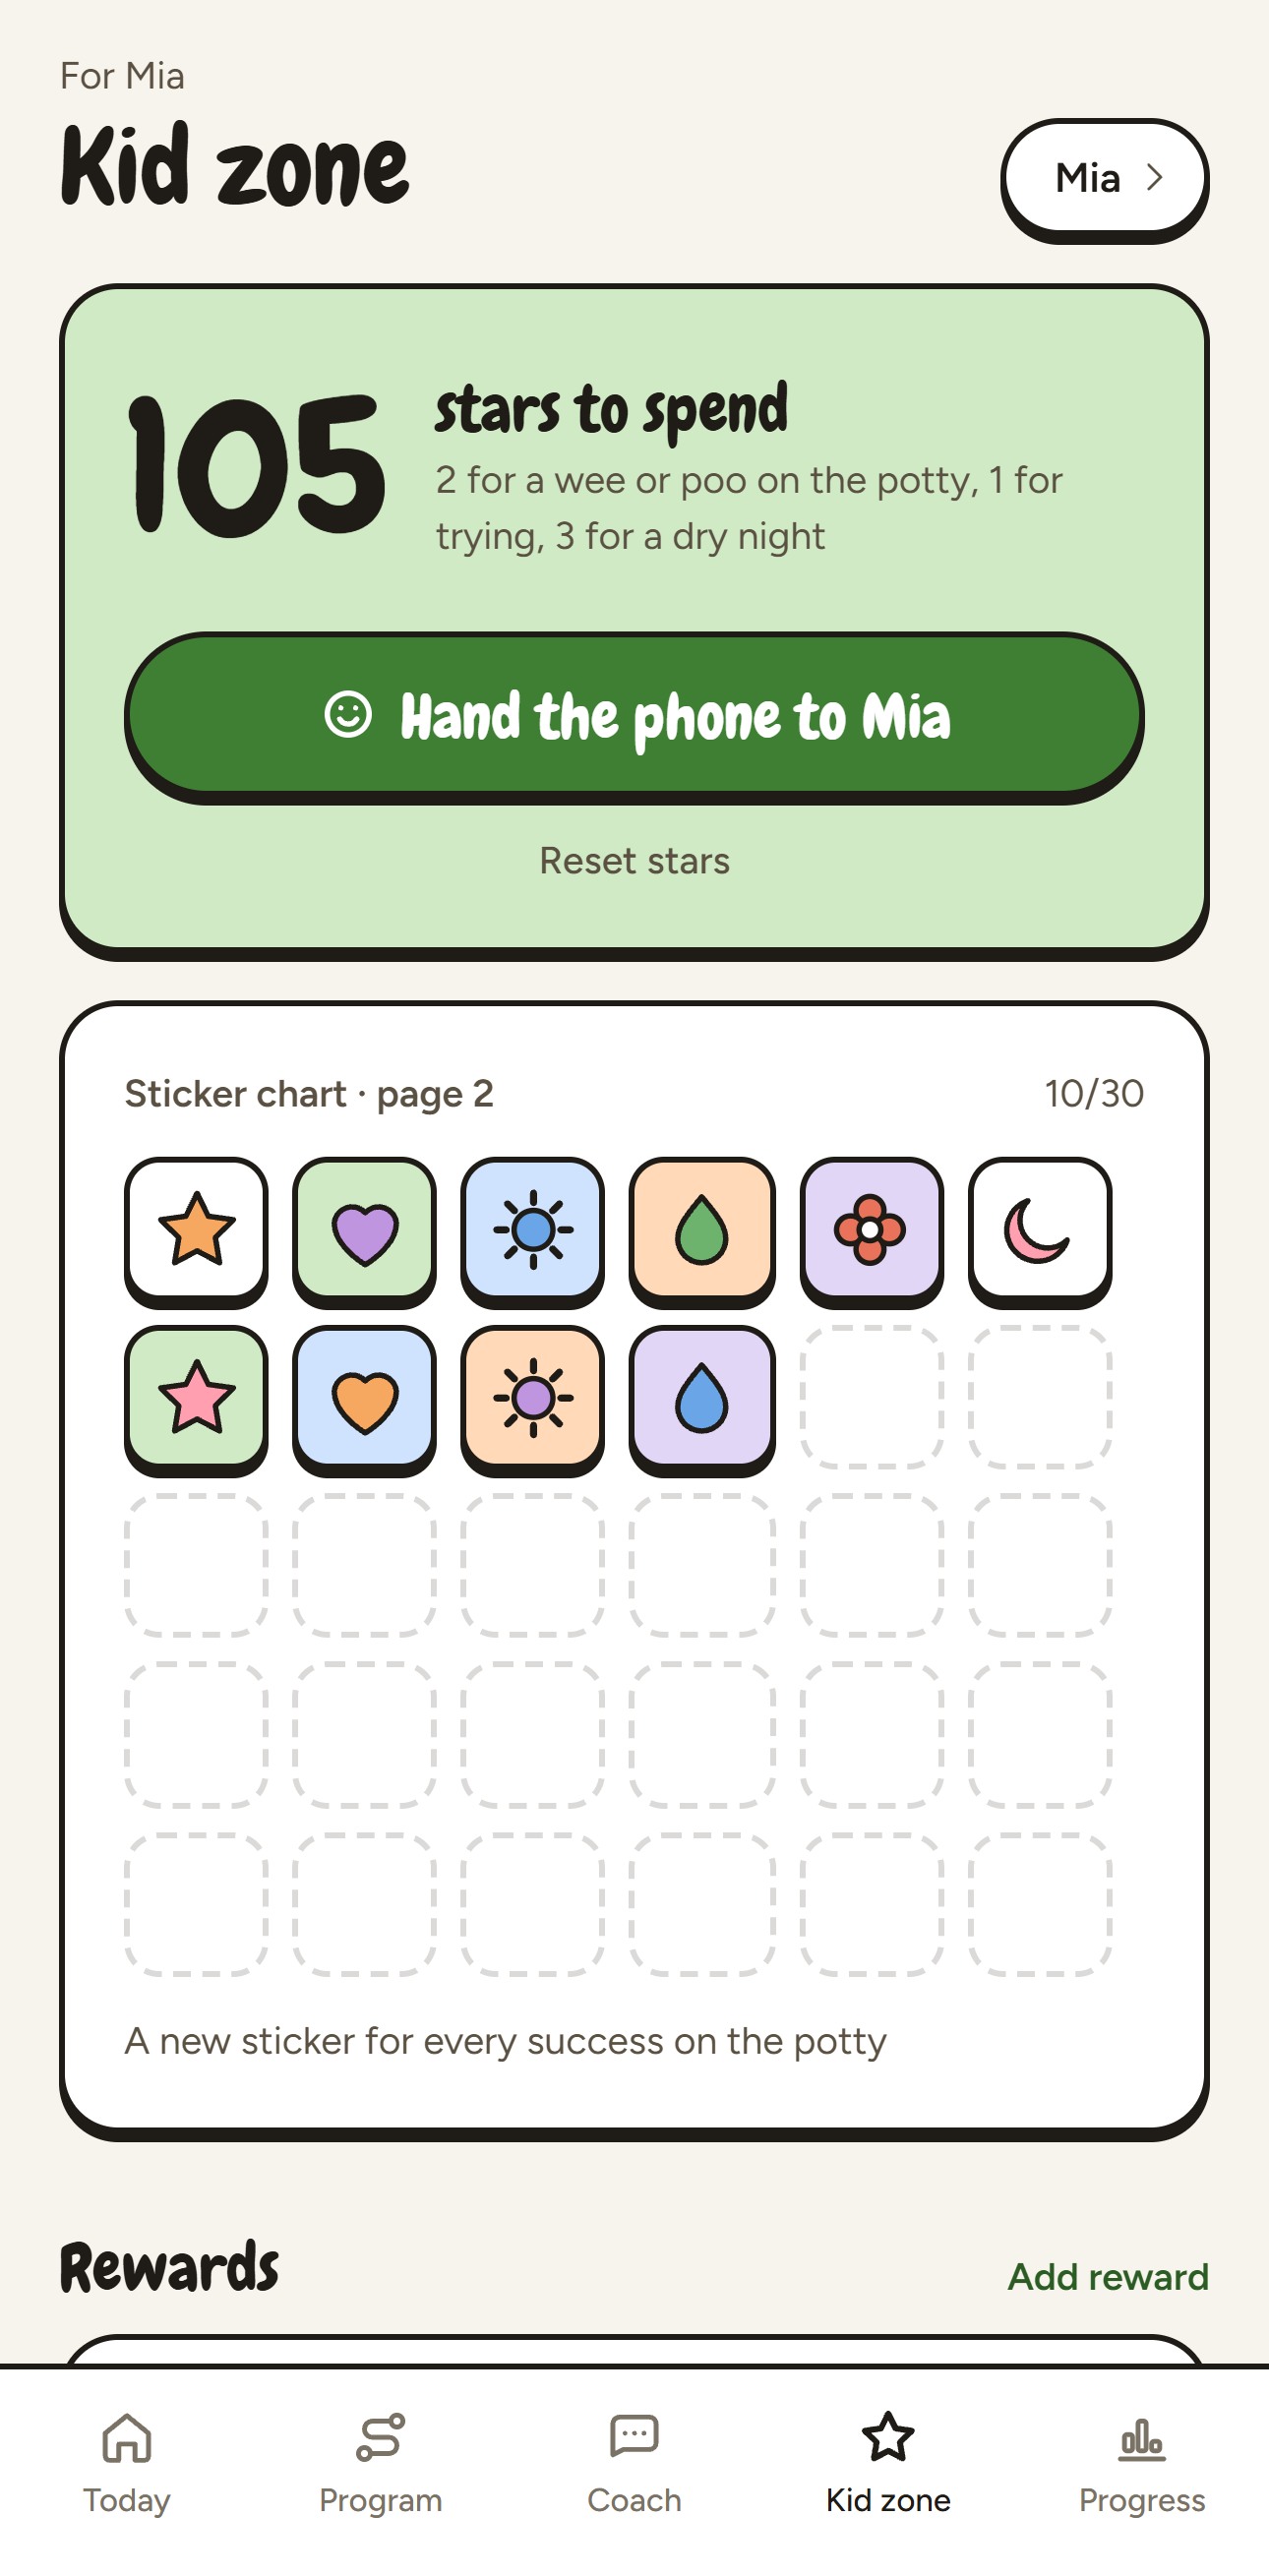 For Mia
Kid zone
Mia
105
stars to spend
2 for a wee or poo on the potty, 1 for
trying, 3 for a dry night
Hand the phone to Mia
Reset stars
Sticker chart · page 2
10/30
A new sticker for every success on the potty
Rewards
Add reward
Today
Program
Coach
Kid zone
Progress